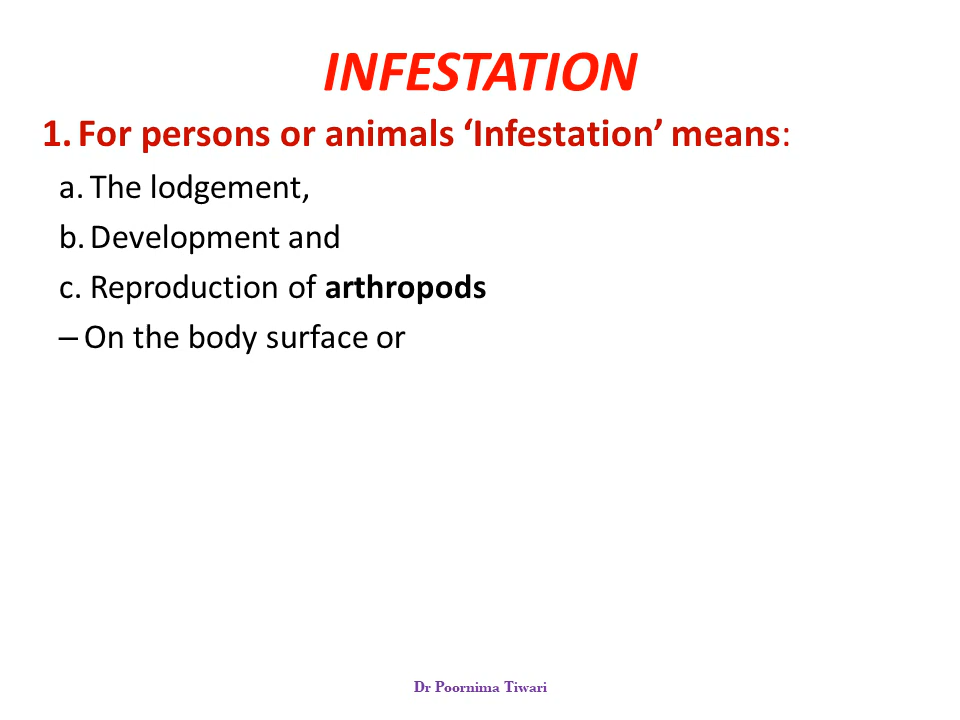 INFESTATION
1. For persons or animals ‘Infestation’ means:
a. The lodgement,
b. Development and
c. Reproduction of arthropods
– On the body surface or
Dr Poornima Tiwari